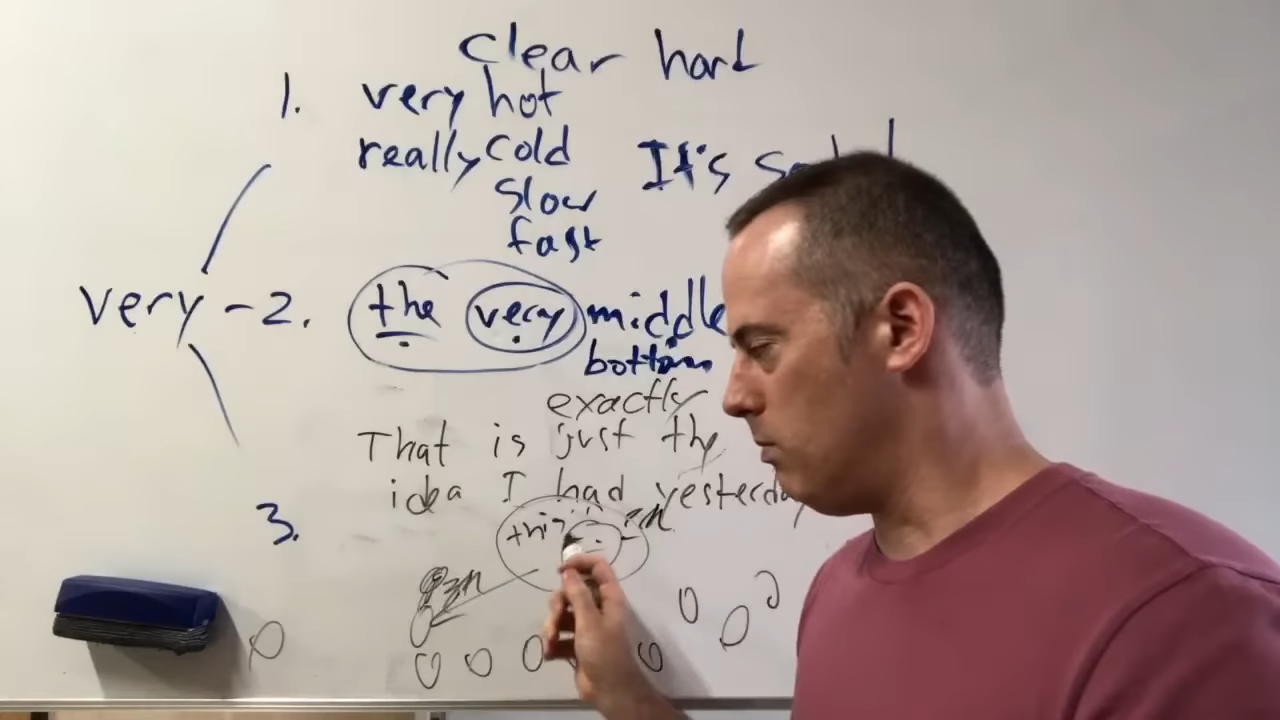 clear hard
1. very hot
really cold It's
slow
fast
very - 2. the very middle
bottom
exactly
That is just the
idea I had yesterday
3.